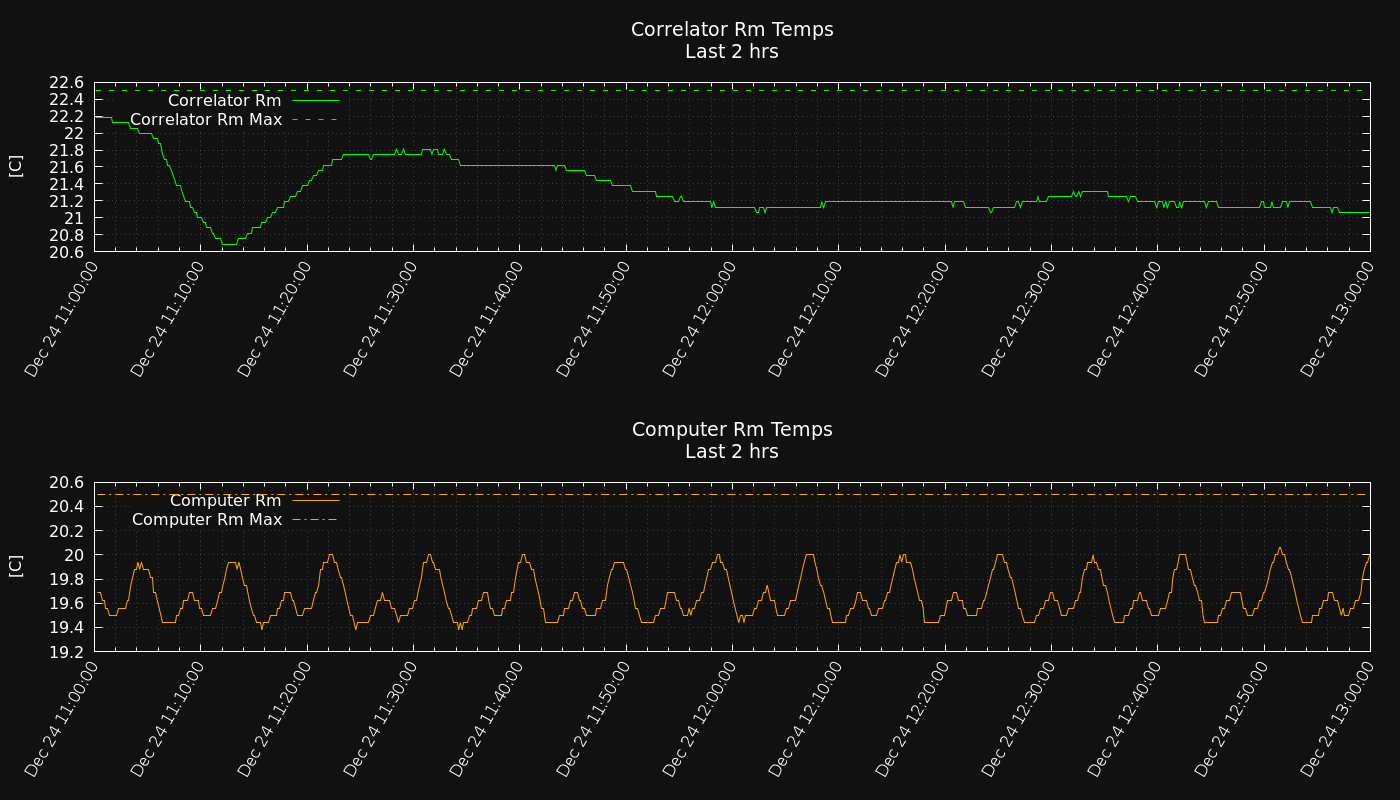 Correlator Rm Temps
Last 2 hrs
22.6
22.4
22.2
22
21.8
21.6
21.4
21.2
21
20.8
20.6
[C]
Correlator Rm
Correlator Rm Max
Dec 24 11:00:00
Dec 24 11:10:00
Dec 24 11:20:00
Dec 24 11:30:00
Dec 24 11:40:00
Dec 24 11:50:00
Dec 24 12:00:00
Dec 24 12:10:00
Dec 24 12:20:00
Dec 24 12:30:00
Dec 24 12:40:00
Dec 24 12:50:00
Dec 24 13:00:00
Computer Rm Temps
Last 2 hrs
20.6
20.4
20.2
20
19.8
19.6
19.4
19.2
[C]
Computer Rm
Computer Rm Max
Dec 24 11:00:00
Dec 24 11:10:00
Dec 24 11:20:00
Dec 24 11:30:00
Dec 24 11:40:00
Dec 24 11:50:00
Dec 24 12:00:00
Dec 24 12:10:00
Dec 24 12:20:00
Dec 24 12:30:00
Dec 24 12:40:00
Dec 24 12:50:00
Dec 24 13:00:00